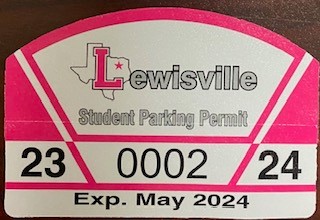 Lewisville
Student Parking Permit
23 0002 24
Exp. May 2024